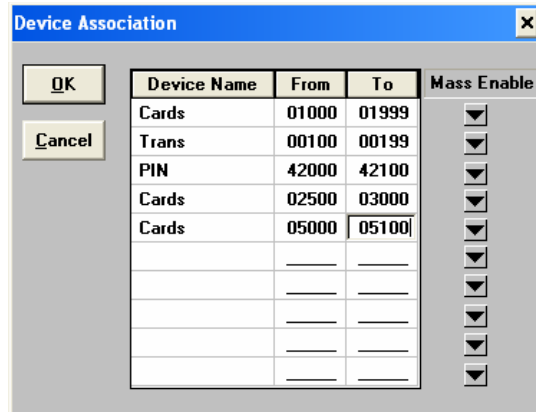 Device Association
OK
Cancel
Device Name From To Mass Enable
Cards 01000 01999
Trans 00100 00199
PIN 42000 42100
Cards 02500 03000
Cards 05000 05100